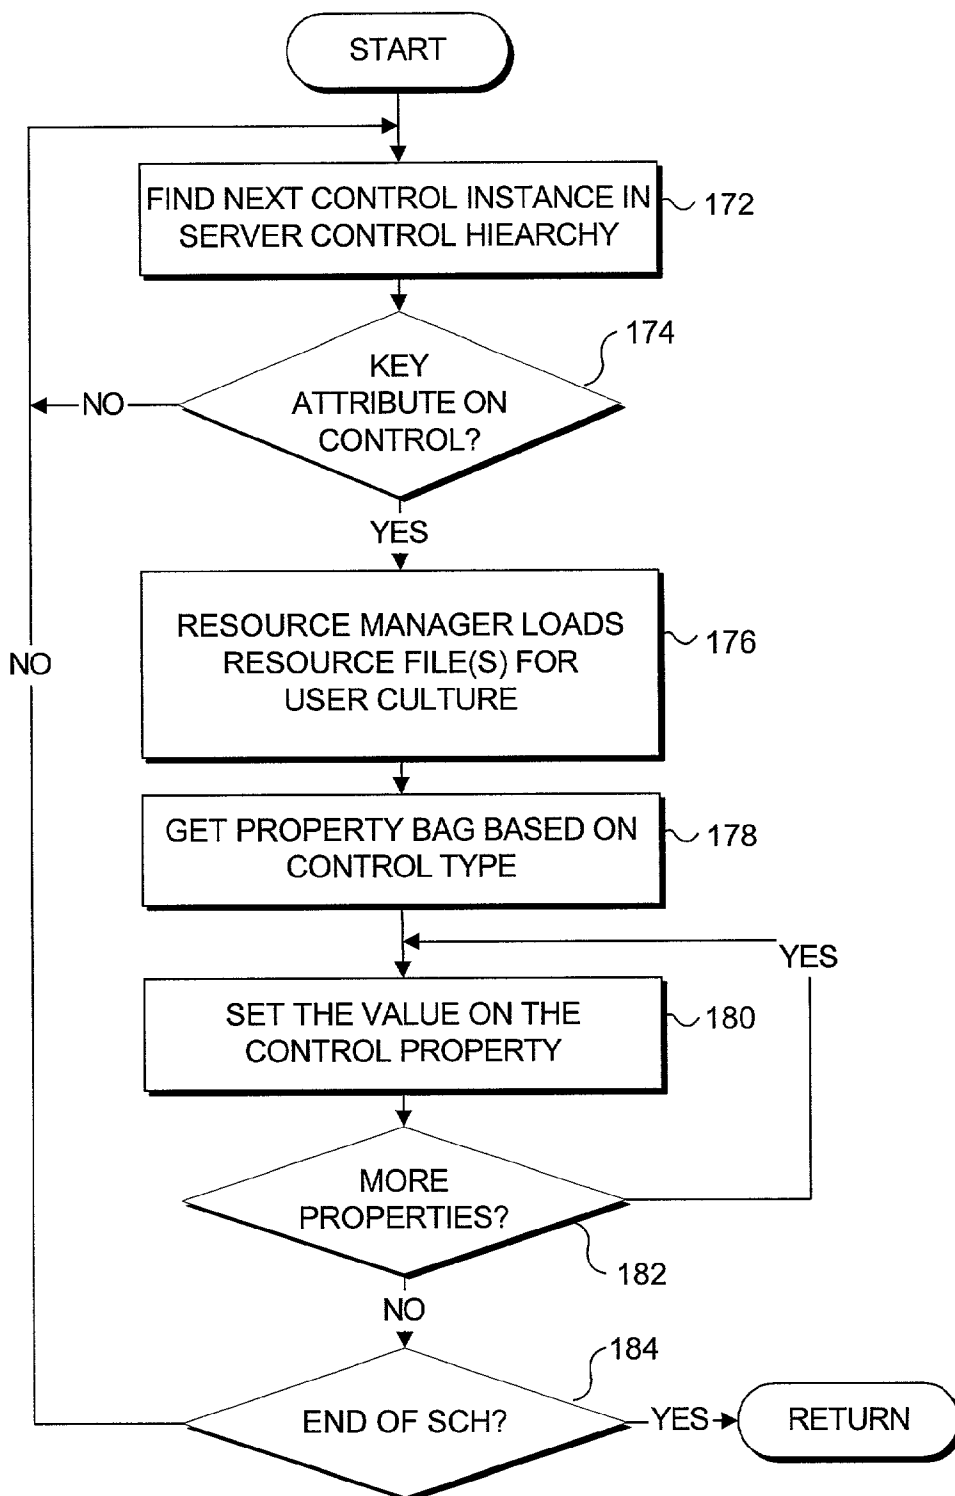 START
FIND NEXT CONTROL INSTANCE IN
SERVER CONTROL HIEARCHY
172
174
KEY
ATTRIBUTE ON
CONTROL?
NO
YES
RESOURCE MANAGER LOADS
RESOURCE FILE(S) FOR
USER CULTURE
176
NO
GET PROPERTY BAG BASED ON
CONTROL TYPE
178
YES
SET THE VALUE ON THE
CONTROL PROPERTY
180
MORE
PROPERTIES?
182
NO
184
END OF SCH?
YES
RETURN